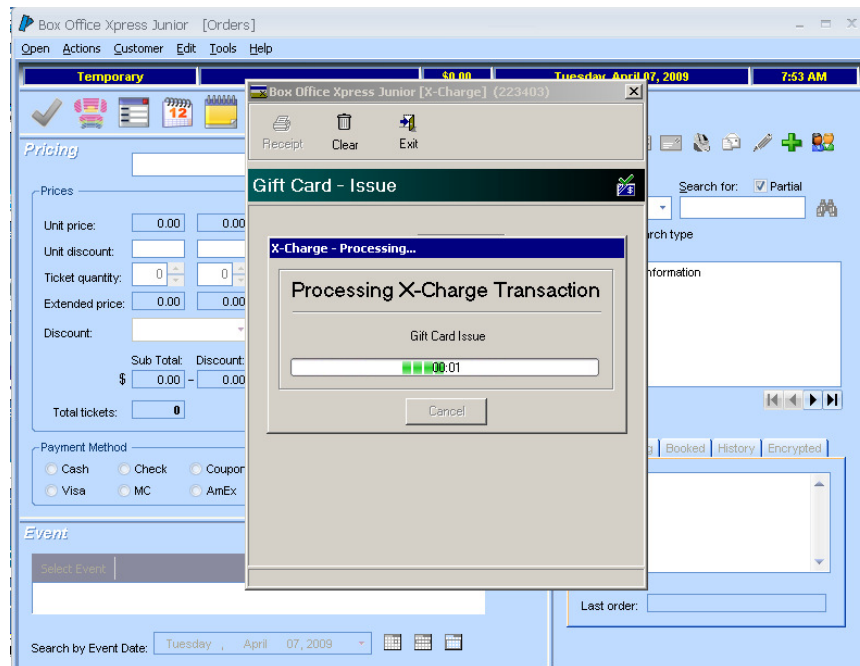 Box Office Xpress Junior [Orders]
Open Actions Customer Edit Tools Help
Temporary $0.00 Tuesday, April 07, 2009 7:53 AM
Box Office Xpress Junior [X-Charge] (223403)
Receipt Clear Exit
12
Pricing
Gift Card - Issue
Prices
Search for: Partial
Unit price: 0.00 0.00
rch type
Unit discount:
X-Charge - Processing...
Ticket quantity: 0 0
nformation
Processing X-Charge Transaction
Extended price: 0.00 0.00
Discount:
Gift Card Issue
Sub Total: Discount:
00:01
$ 0.00 - 0.00
Total tickets: 0
Cancel
Payment Method
g Booked History Encrypted
Cash Check Coupon
Visa MC AmEx
Event
Select Event
Last order:
Search by Event Date: Tuesday , April 07, 2009